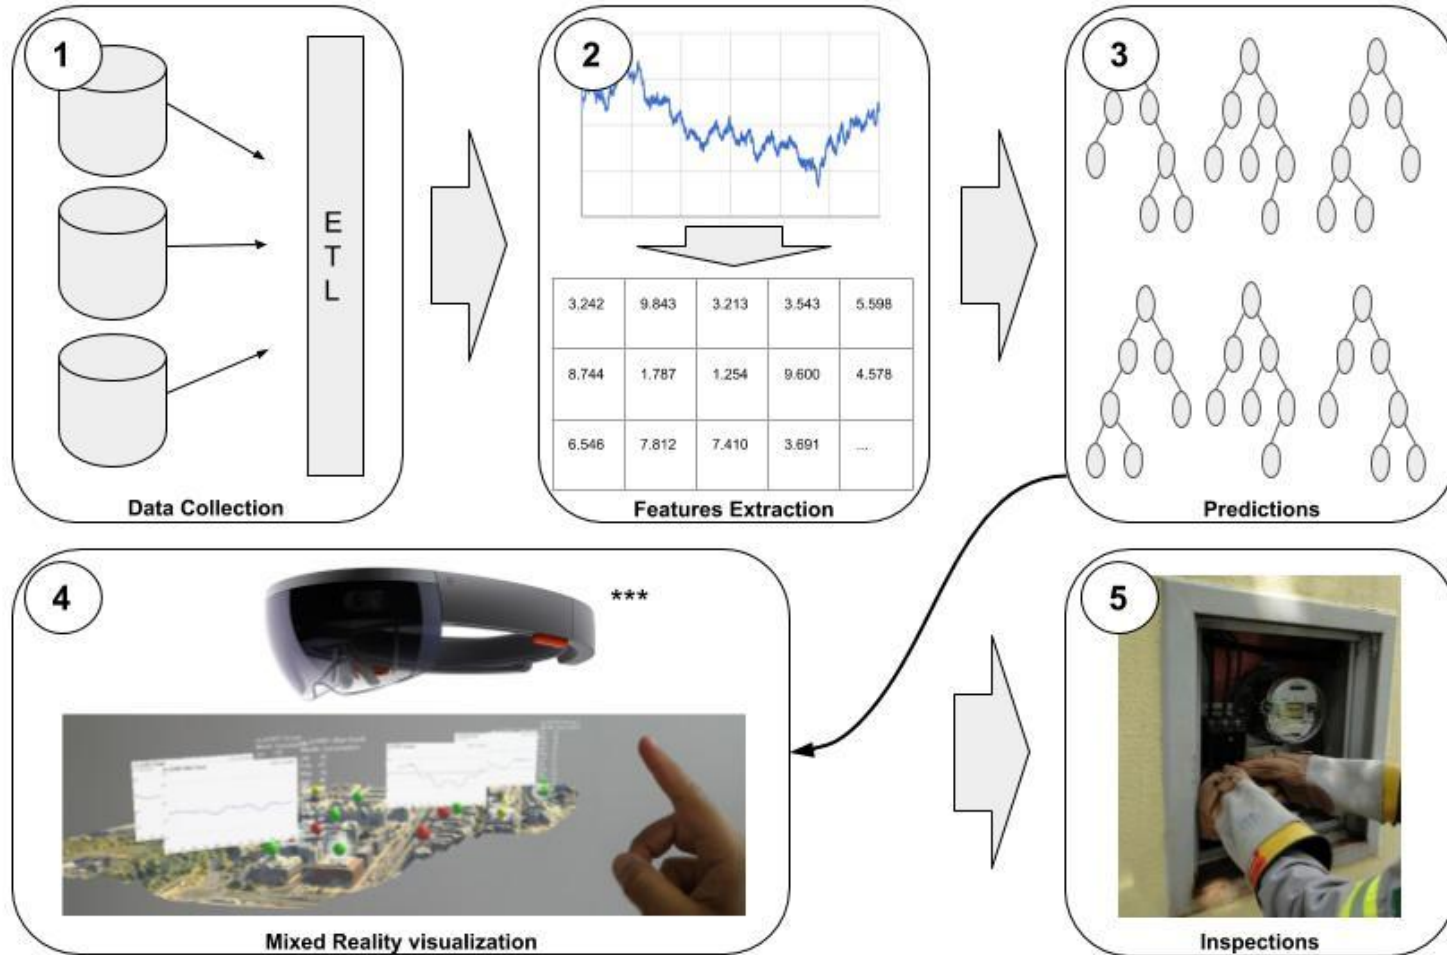 1
E
T
L
Data Collection
2
3.242 9.843 3.213 3.543 5.598
8.744 1.787 1.254 9.600 4.578
6.546 7.812 7.410 3.691 ...
Features Extraction
3
Predictions
4
***
Mixed Reality visualization
5
Inspections